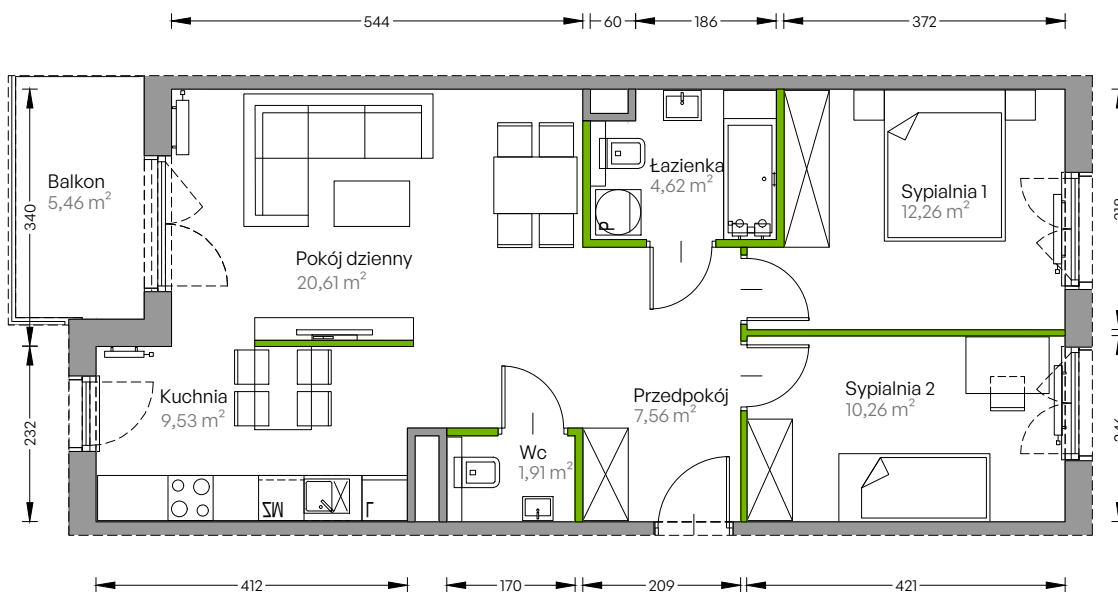 544
60
186
372
Balkon
5,46 m²
340
Pokój dzienny
20,61 m²
Łazienka
4,62 m²
P
Sypialnia 1
12,26 m²
Kuchnia
9,53 m²
232
Wc
1,91 m²
Przedpokój
7,56 m²
Sypialnia 2
10,26 m²
ZM
L
412
170
209
421